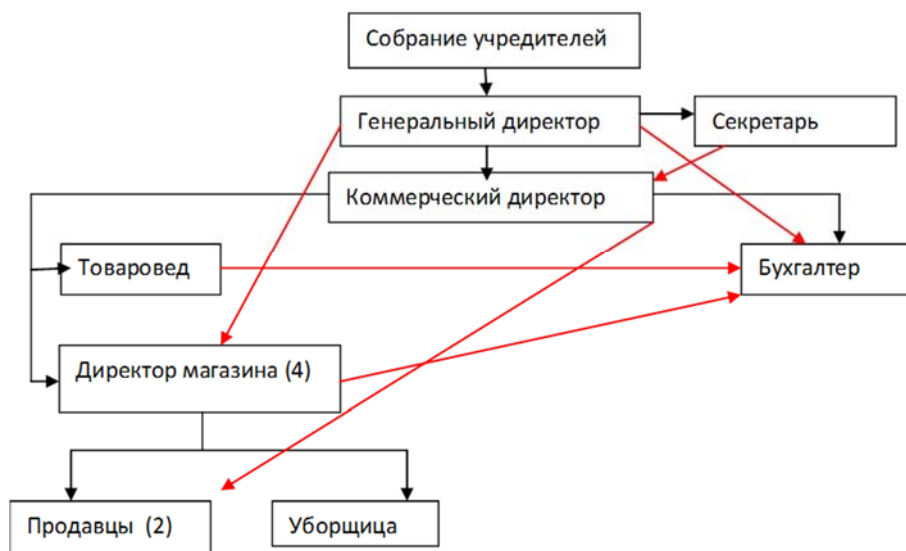 Собрание учредителей
Генеральный директор
Секретарь
Коммерческий директор
Товаровед
Бухгалтер
Директор магазина (4)
Продавцы (2)
Уборщица